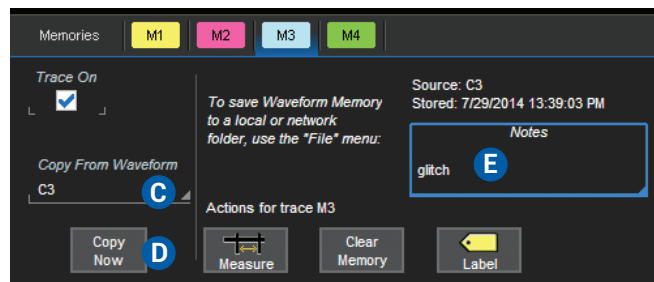 Memories
M1
M2
M3
M4
Trace On
To save Waveform Memory
to a local or network
folder, use the "File" menu:
Source: C3
Stored: 7/29/2014 13:39:03 PM
Notes
glitch
E
Copy From Waveform
C3
C
Actions for trace M3
Copy
Now
D
Measure
Clear
Memory
Label